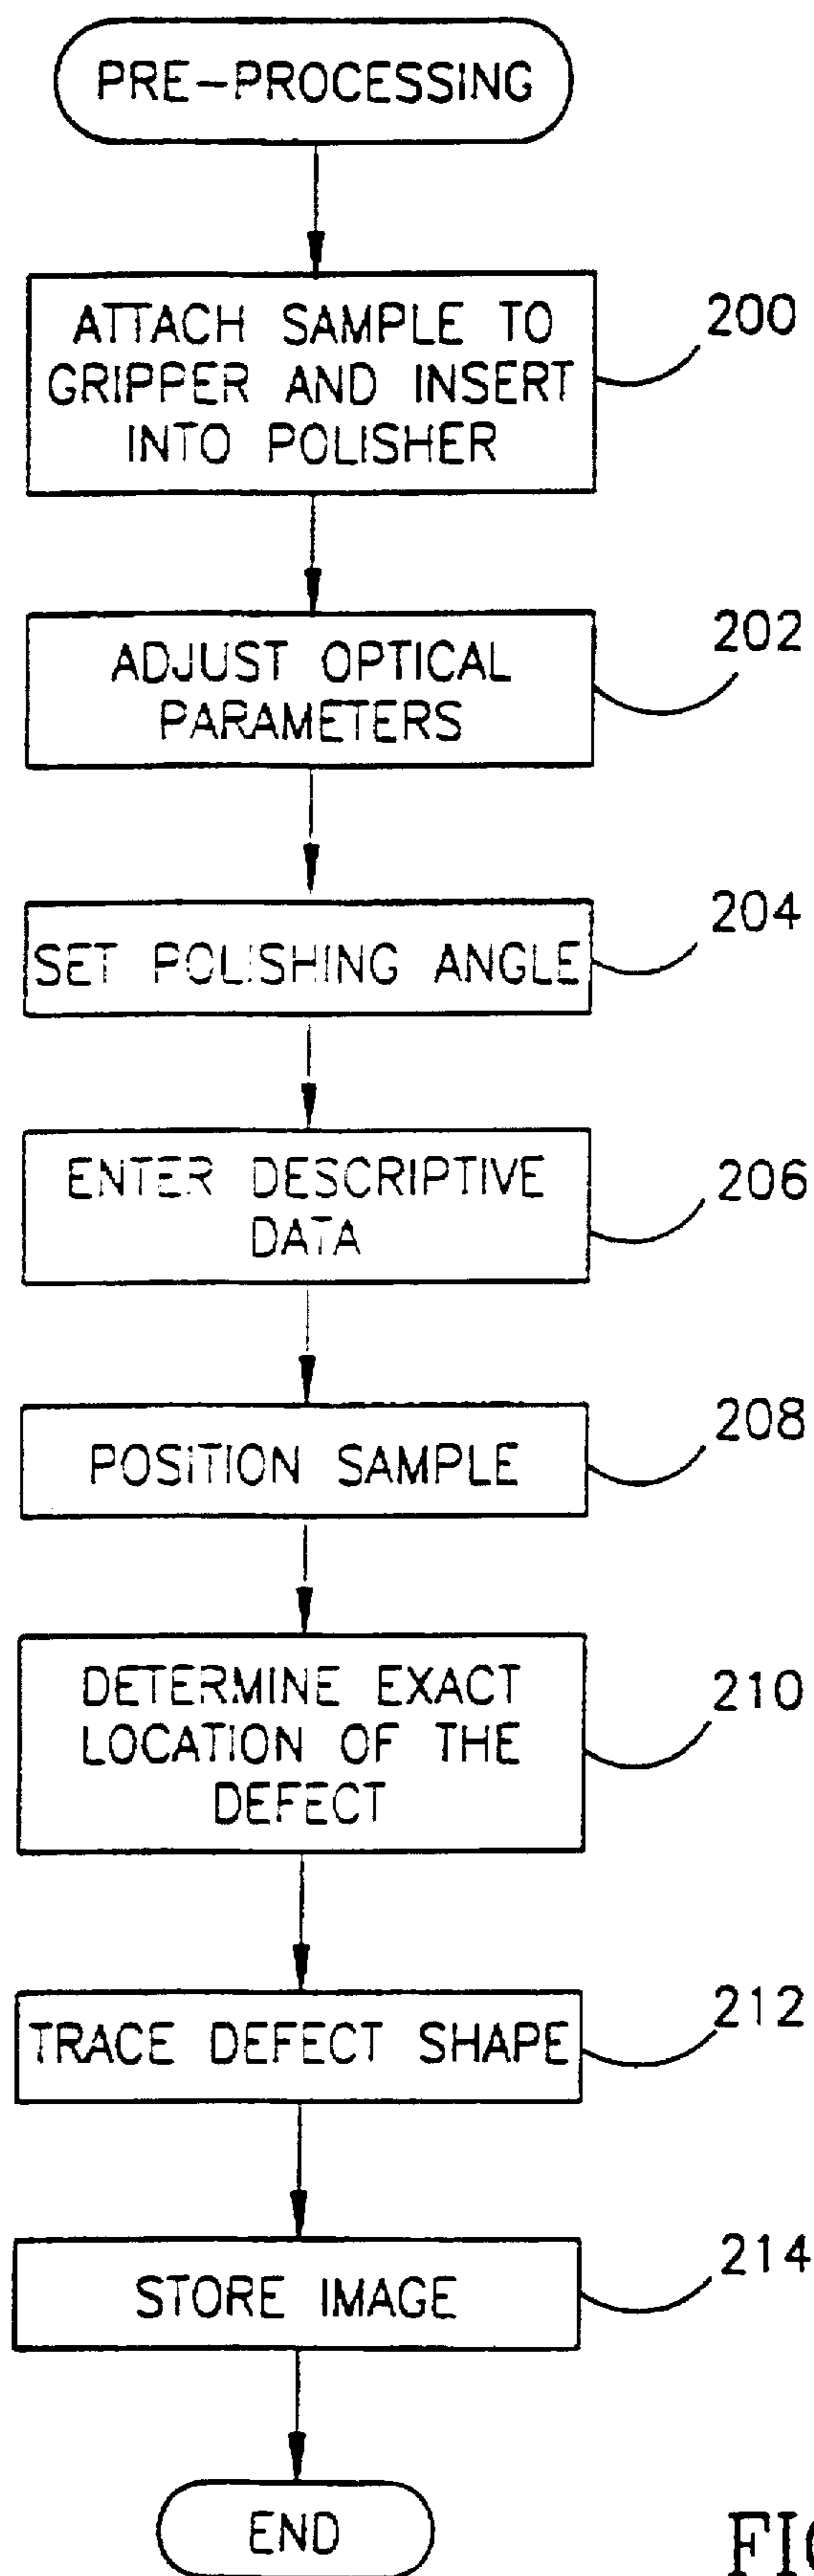 PRE-PROCESSING
ATTACH SAMPLE TO
GRIPPER AND INSERT
INTO POLISHER
200
ADJUST OPTICAL
PARAMETERS
202
SET POLISHING ANGLE
204
ENTER DESCRIPTIVE
DATA
206
POSITION SAMPLE
208
DETERMINE EXACT
LOCATION OF THE
DEFECT
210
TRACE DEFECT SHAPE
212
STORE IMAGE
214
END